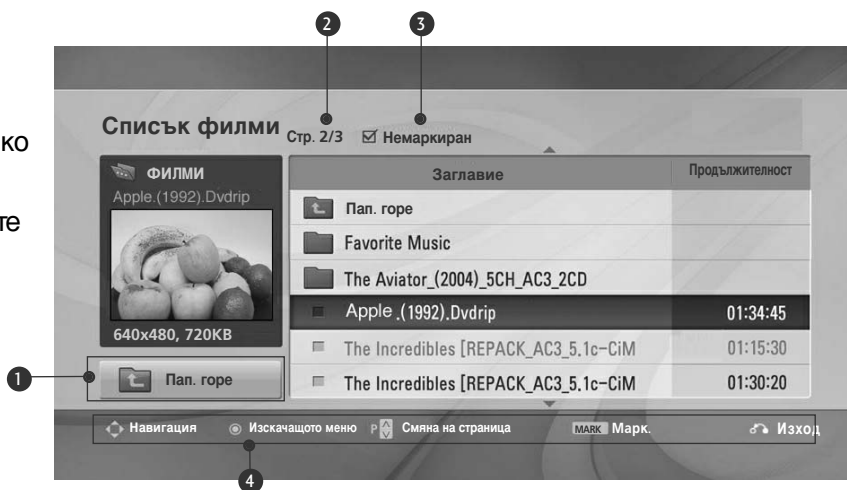 2 3
ко
те
Списък филми Стр. 2/3 Немаркиран
ФИЛМИ
Apple.(1992).Dvdrip
640x480, 720KB
1 Пап. горе
Заглавие Продължителност
Пап. горе
Favorite Music
The Aviator_(2004)_5CH_AC3_2CD
Apple .(1992).Dvdrip 01:34:45
The Incredibles [REPACK_AC3_5.1c-CiM 01:15:30
The Incredibles [REPACK_AC3_5.1c-CiM 01:30:20
Навигация Изскачащото меню P Смяна на страница MARK Марк. Изход
4